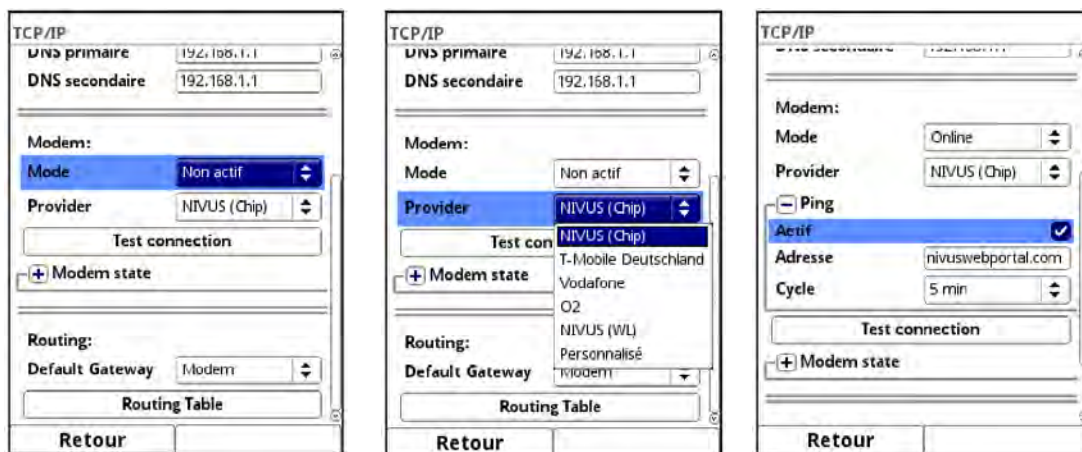 TCP/IP
DNS primaire 192.168.1.1
DNS secondaire 192.168.1.1
Modem:
Mode Non actif
Provider NIVUS (Chip)
Test connection
Modem state
Routing:
Default Gateway Modem
Routing Table
Retour
TCP/IP
DNS primaire 192.168.1.1
DNS secondaire 192.168.1.1
Modem:
Mode Non actif
Provider NIVUS (Chip)
NIVUS (Chip)
T-Mobile Deutschland
Vodafone
O2
NIVUS (WL)
Personnalisé
Test con
Modem state
Routing:
Default Gateway Modem
Routing Table
Retour
TCP/IP
Modem:
Mode Online
Provider NIVUS (Chip)
Ping
Actif
Adresse nivuswebportal.com
Cycle 5 min
Test connection
Modem state
Retour